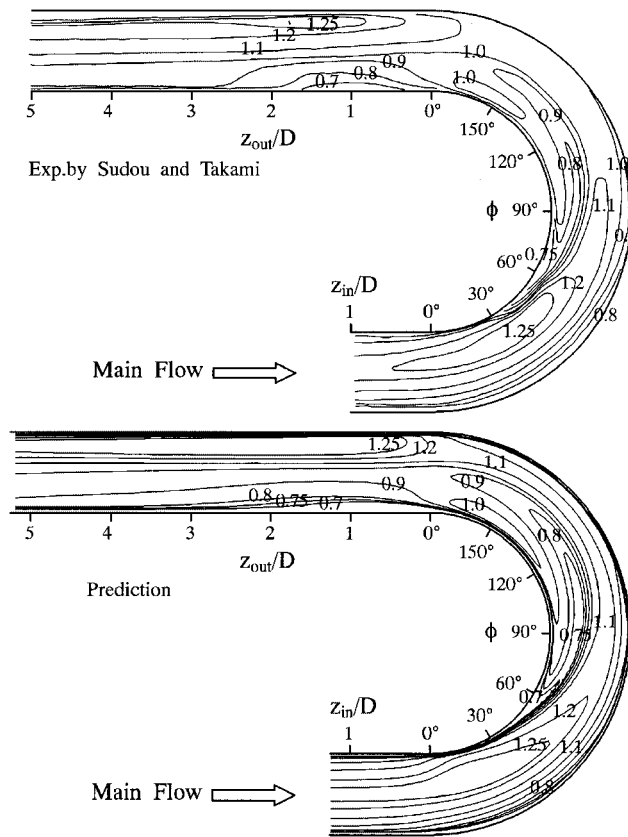 1.25
1.2
1.1
1.0
0.9
0.8
0.7
1.0
0.9
5 4 3 2 1 0°
150°
z_out/D
120°
0.8
1.0
Exp.by Sudou and Takami
ϕ 90°
1.1
0.
60° 0.75
z_in/D
30°
1.2
1 0°
0.8
1.25
Main Flow
1.25 1.2
1.1
0.9
0.8 0.75 0.7
0.9
1.0
5 4 3 2 1 0°
0.8
150°
z_out/D
120°
Prediction
1.1
ϕ 90° 0.75
60° 0.7
z_in/D
30°
1.2
1 0°
1.25 1.1
0.8
Main Flow